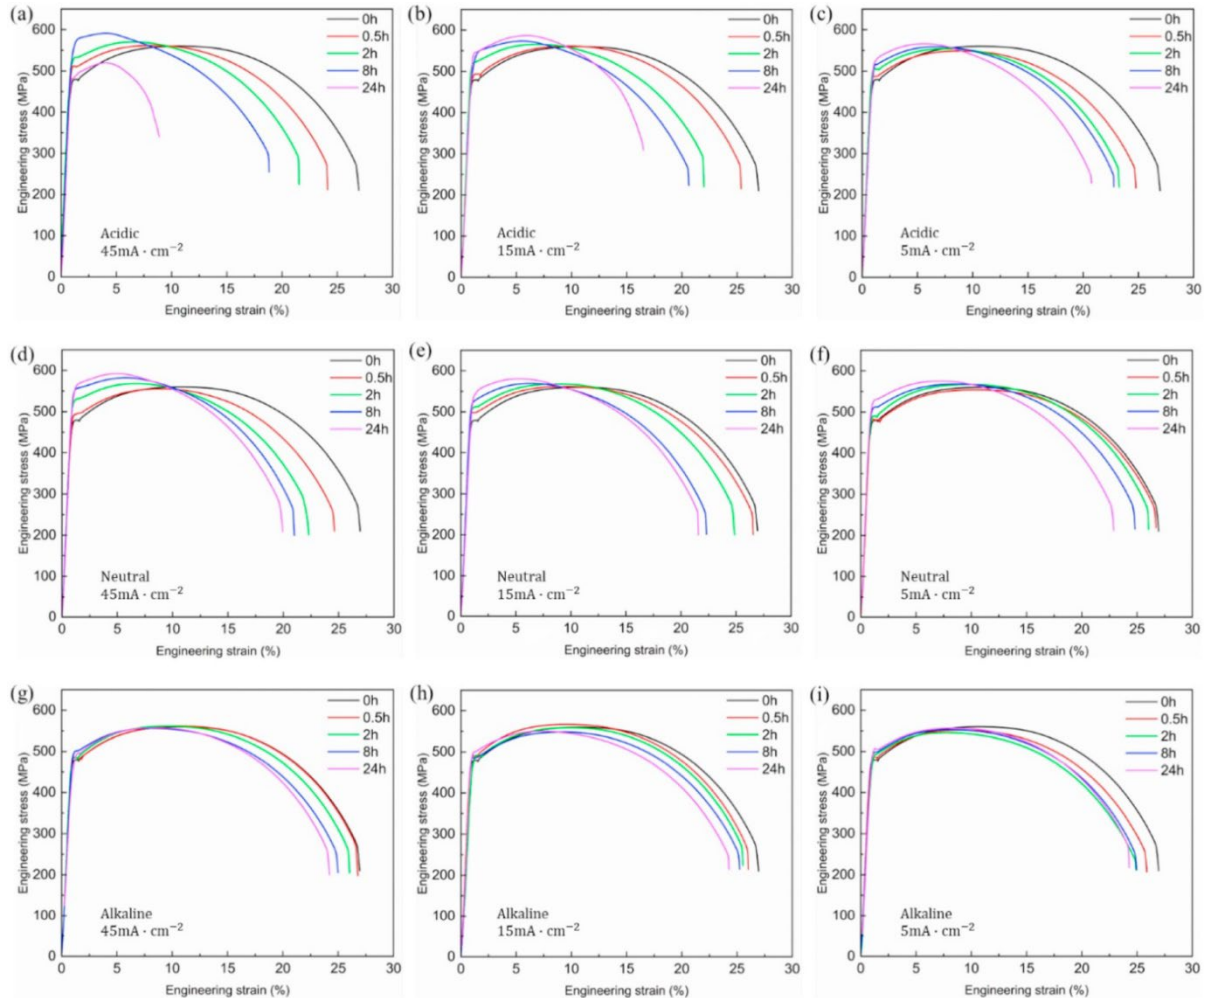 (a)
600
500
400
300
200
100
0
Engineering stress (MPa)
0h
0.5h
2h
8h
24h
Acidic
45mA · cm⁻²
0 5 10 15 20 25 30
Engineering strain (%)
(b)
600
500
400
300
200
100
0
Engineering stress (MPa)
0h
0.5h
2h
8h
24h
Acidic
15mA · cm⁻²
0 5 10 15 20 25 30
Engineering strain (%)
(c)
600
500
400
300
200
100
0
Engineering stress (MPa)
0h
0.5h
2h
8h
24h
Acidic
5mA · cm⁻²
0 5 10 15 20 25 30
Engineering strain (%)
(d)
600
500
400
300
200
100
0
Engineering stress (MPa)
0h
0.5h
2h
8h
24h
Neutral
45mA · cm⁻²
0 5 10 15 20 25 30
Engineering strain (%)
(e)
600
500
400
300
200
100
0
Engineering stress (MPa)
0h
0.5h
2h
8h
24h
Neutral
15mA · cm⁻²
0 5 10 15 20 25 30
Engineering strain (%)
(f)
600
500
400
300
200
100
0
Engineering stress (MPa)
0h
0.5h
2h
8h
24h
Neutral
5mA · cm⁻²
0 5 10 15 20 25 30
Engineering strain (%)
(g)
600
500
400
300
200
100
0
Engineering stress (MPa)
0h
0.5h
2h
8h
24h
Alkaline
45mA · cm⁻²
0 5 10 15 20 25 30
Engineering strain (%)
(h)
600
500
400
300
200
100
0
Engineering stress (MPa)
0h
0.5h
2h
8h
24h
Alkaline
15mA · cm⁻²
0 5 10 15 20 25 30
Engineering strain (%)
(i)
600
500
400
300
200
100
0
Engineering stress (MPa)
0h
0.5h
2h
8h
24h
Alkaline
5mA · cm⁻²
0 5 10 15 20 25 30
Engineering strain (%)